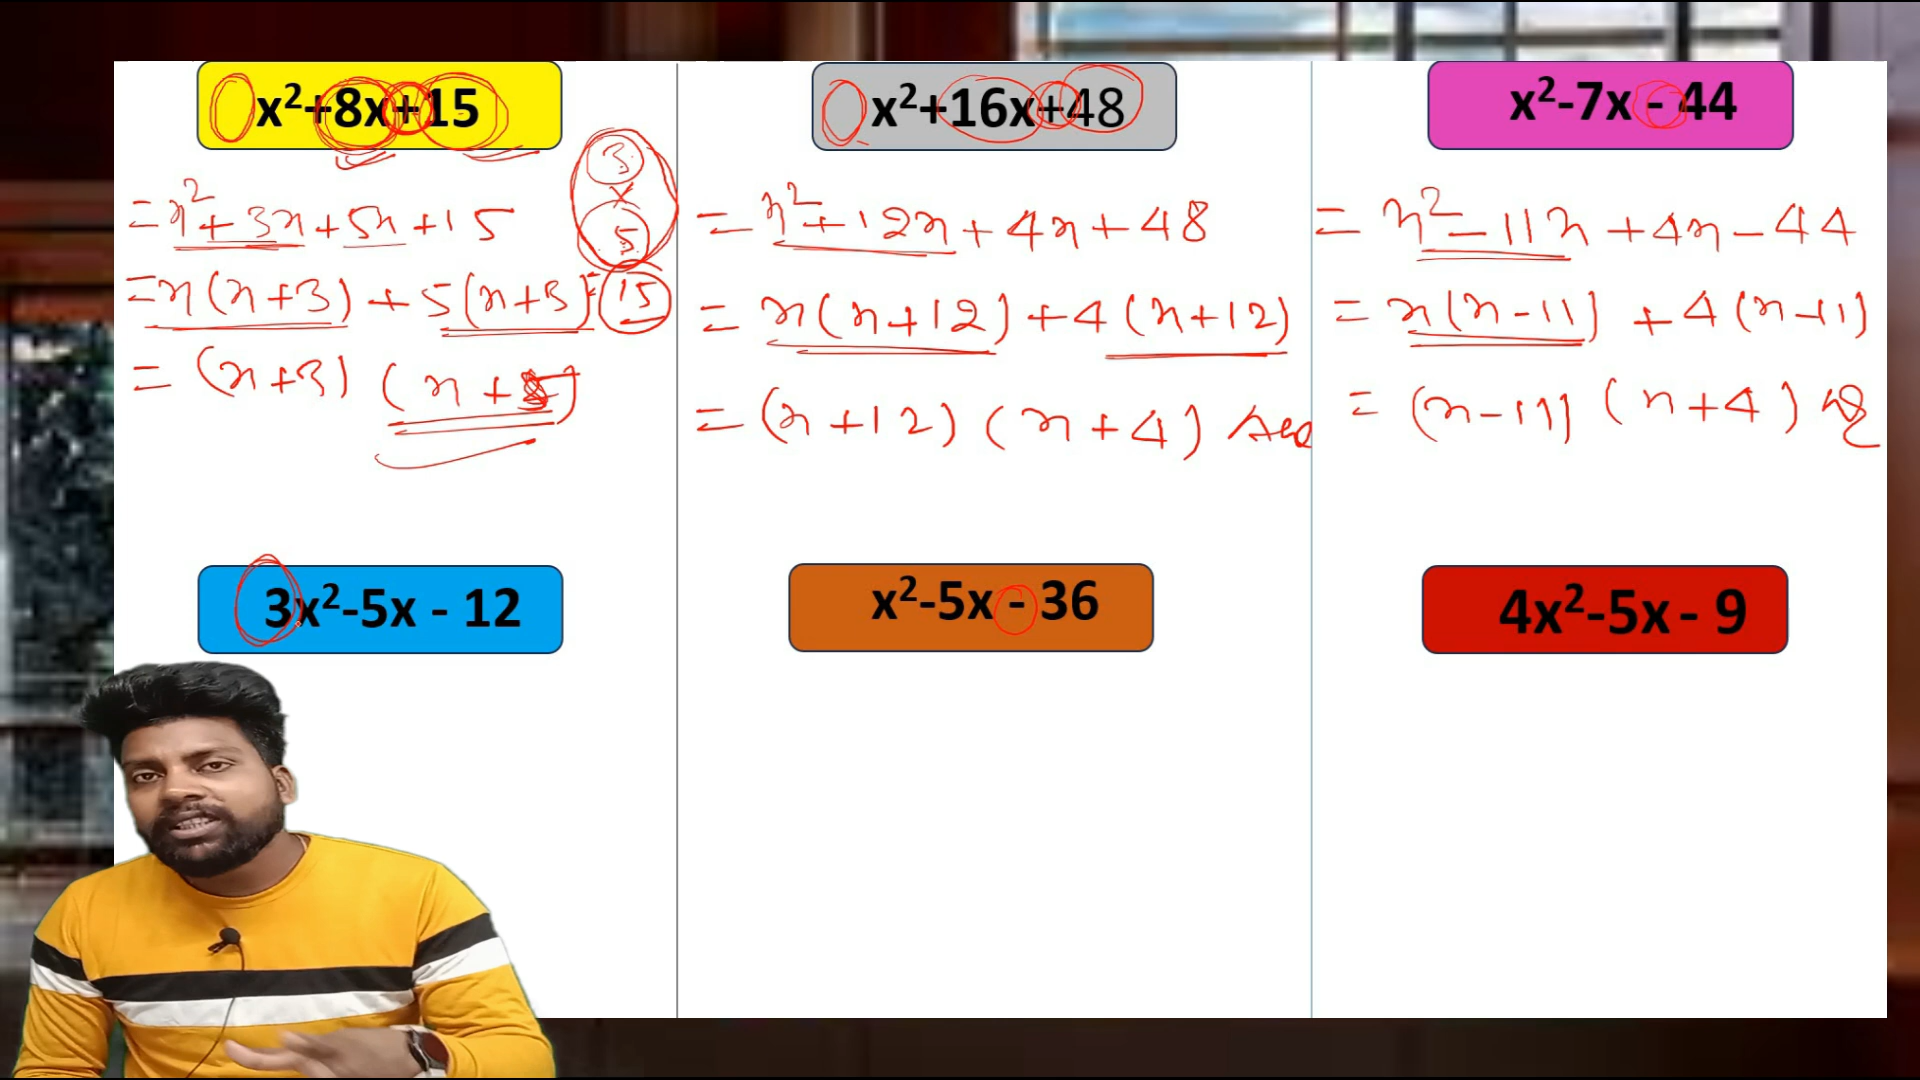 x²+8x+15
= x²+3x+5x+15
= x(x+3)+5(x+3)
= (x+3)(x+5)
3
×
5
=15
x²+16x+48
= x²+12x+4x+48
= x(x+12)+4(x+12)
= (x+12)(x+4) Ans
x²-7x - 44
= x²-11x+4x-44
= x(x-11)+4(x-11)
= (x-11)(x+4)
3x²-5x - 12
x²-5x - 36
4x²-5x - 9